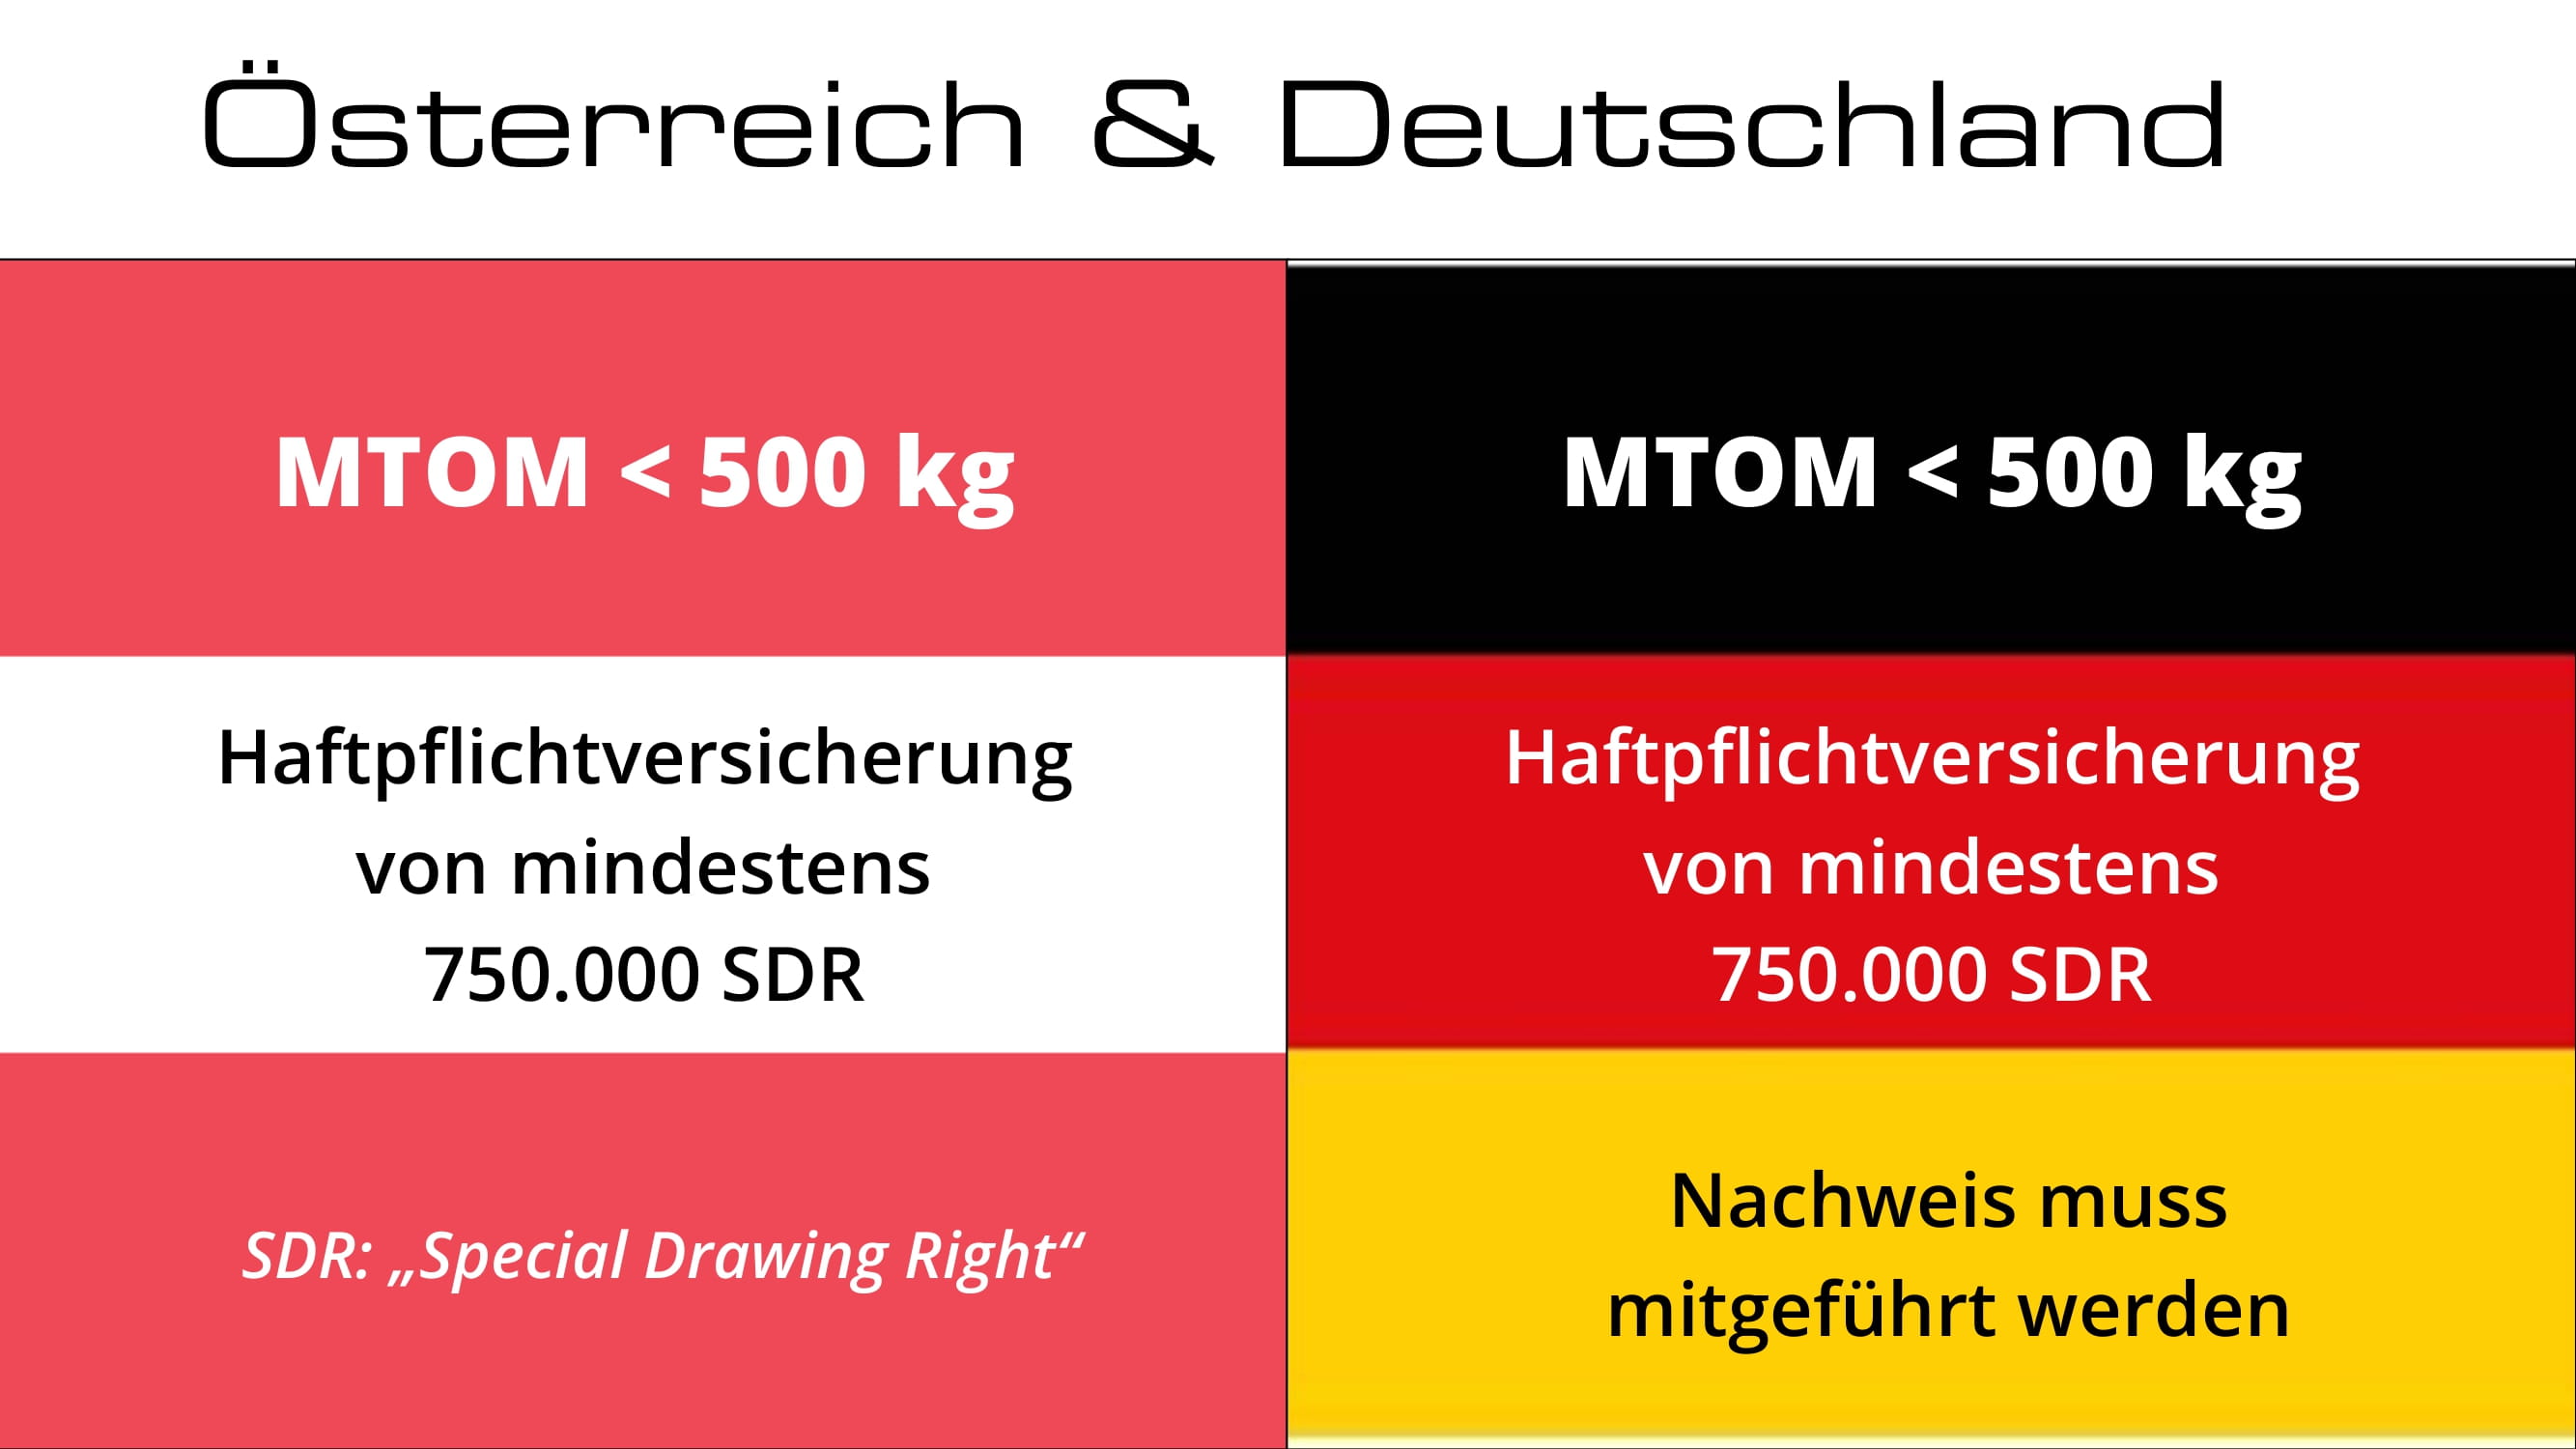 Österreich & Deutschland
MTOM < 500 kg
Haftpflichtversicherung
von mindestens
750.000 SDR
SDR: „Special Drawing Right“
MTOM < 500 kg
Haftpflichtversicherung
von mindestens
750.000 SDR
Nachweis muss
mitgeführt werden